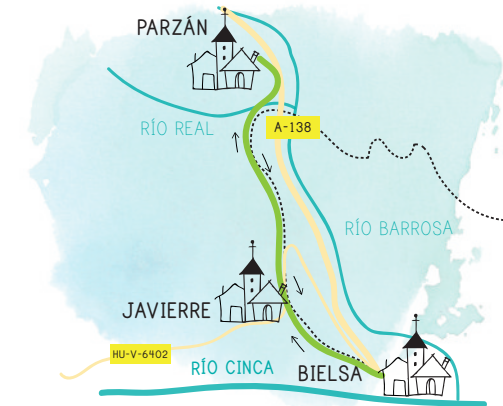 PARZÁN
RÍO REAL
A-138
RÍO BARROSA
JAVIERRE
HU-V-6402
RÍO CINCA
BIELSA